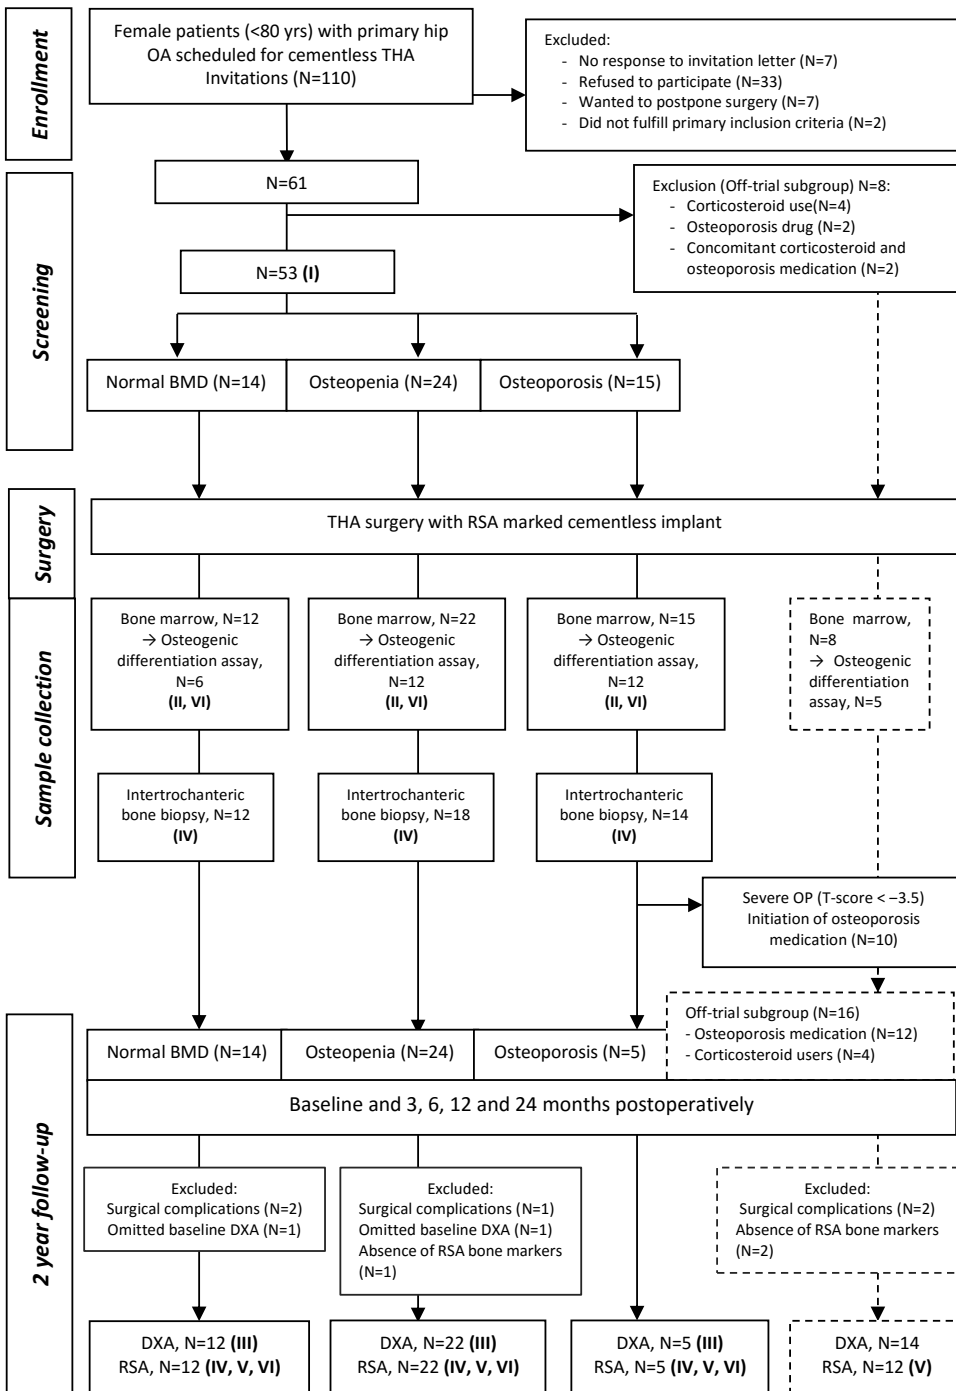 Enrollment
Female patients (<80 yrs) with primary hip
OA scheduled for cementless THA
Invitations (N=110)
Excluded:
- No response to invitation letter (N=7)
- Refused to participate (N=33)
- Wanted to postpone surgery (N=7)
- Did not fulfill primary inclusion criteria (N=2)
Screening
N=61
Exclusion (Off-trial subgroup) N=8:
- Corticosteroid use(N=4)
- Osteoporosis drug (N=2)
- Concomitant corticosteroid and
osteoporosis medication (N=2)
N=53 (I)
Normal BMD (N=14)
Osteopenia (N=24)
Osteoporosis (N=15)
Surgery
THA surgery with RSA marked cementless implant
Sample collection
Bone marrow, N=12
→ Osteogenic
differentiation assay,
N=6
(II, VI)
Bone marrow, N=22
→ Osteogenic
differentiation assay,
N=12
(II, VI)
Bone marrow, N=15
→ Osteogenic
differentiation assay,
N=12
(II, VI)
Bone marrow,
N=8
→ Osteogenic
differentiation
assay, N=5
Intertrochanteric
bone biopsy, N=12
(IV)
Intertrochanteric
bone biopsy, N=18
(IV)
Intertrochanteric
bone biopsy, N=14
(IV)
Severe OP (T-score < –3.5)
Initiation of osteoporosis
medication (N=10)
2 year follow-up
Normal BMD (N=14)
Osteopenia (N=24)
Osteoporosis (N=5)
Off-trial subgroup (N=16)
- Osteoporosis medication (N=12)
- Corticosteroid users (N=4)
Baseline and 3, 6, 12 and 24 months postoperatively
Excluded:
Surgical complications (N=2)
Omitted baseline DXA (N=1)
Excluded:
Surgical complications (N=1)
Omitted baseline DXA (N=1)
Absence of RSA bone markers
(N=1)
Excluded:
Surgical complications (N=2)
Absence of RSA bone markers
(N=2)
DXA, N=12 (III)
RSA, N=12 (IV, V, VI)
DXA, N=22 (III)
RSA, N=22 (IV, V, VI)
DXA, N=5 (III)
RSA, N=5 (IV, V, VI)
DXA, N=14
RSA, N=12 (V)